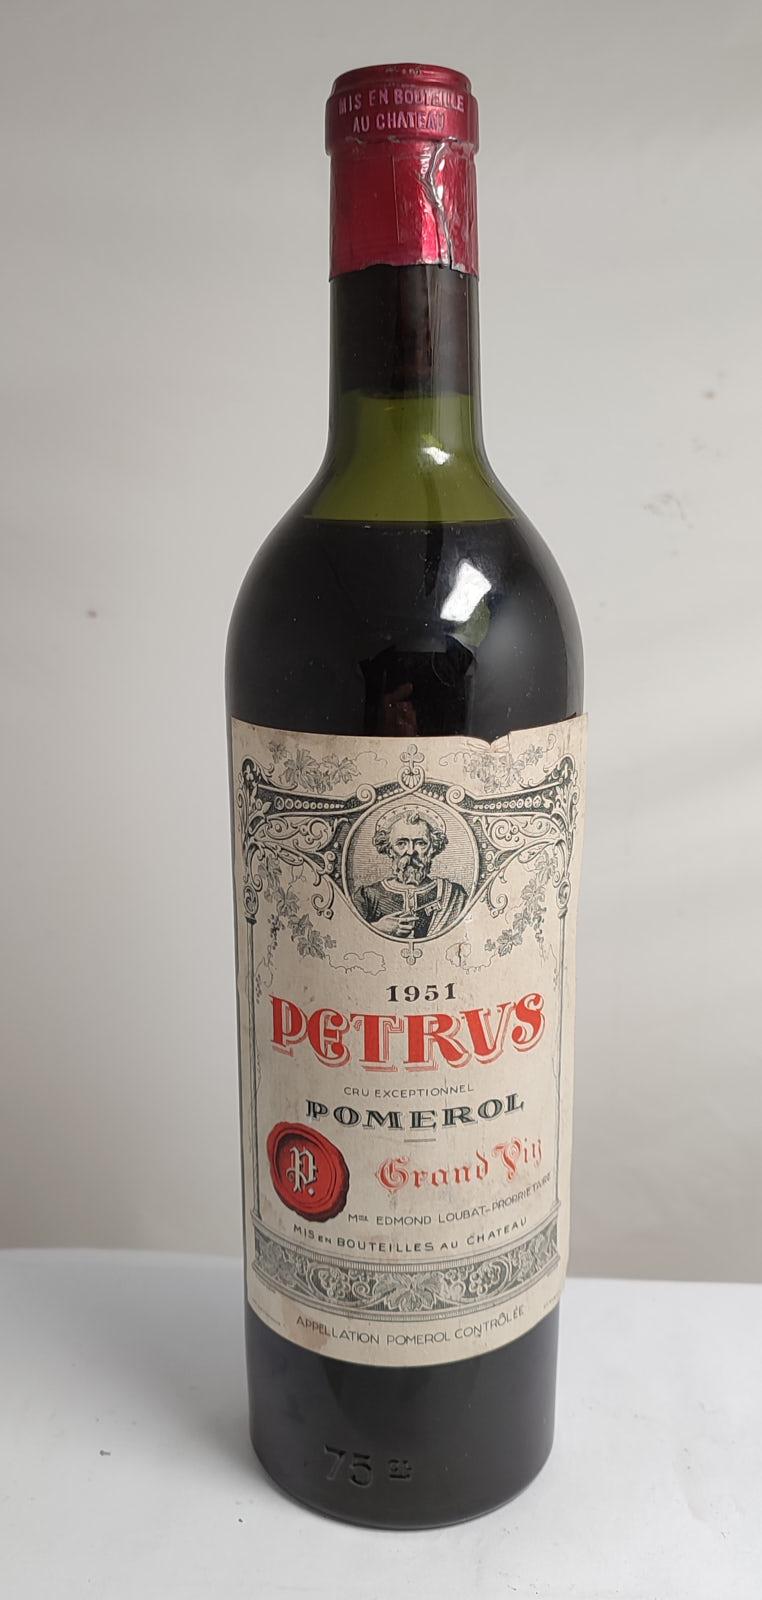 MIS EN BOUTEILLE
AU CHATEAU
1951
PETRVS
CRU EXCEPTIONNEL
POMEROL
P.
Grand Vin
Mme EDMOND LOUBAT-PROPRIÉTAIRE
MIS EN BOUTEILLES AU CHATEAU
APPELLATION POMEROL CONTRÔLÉE
75 cl